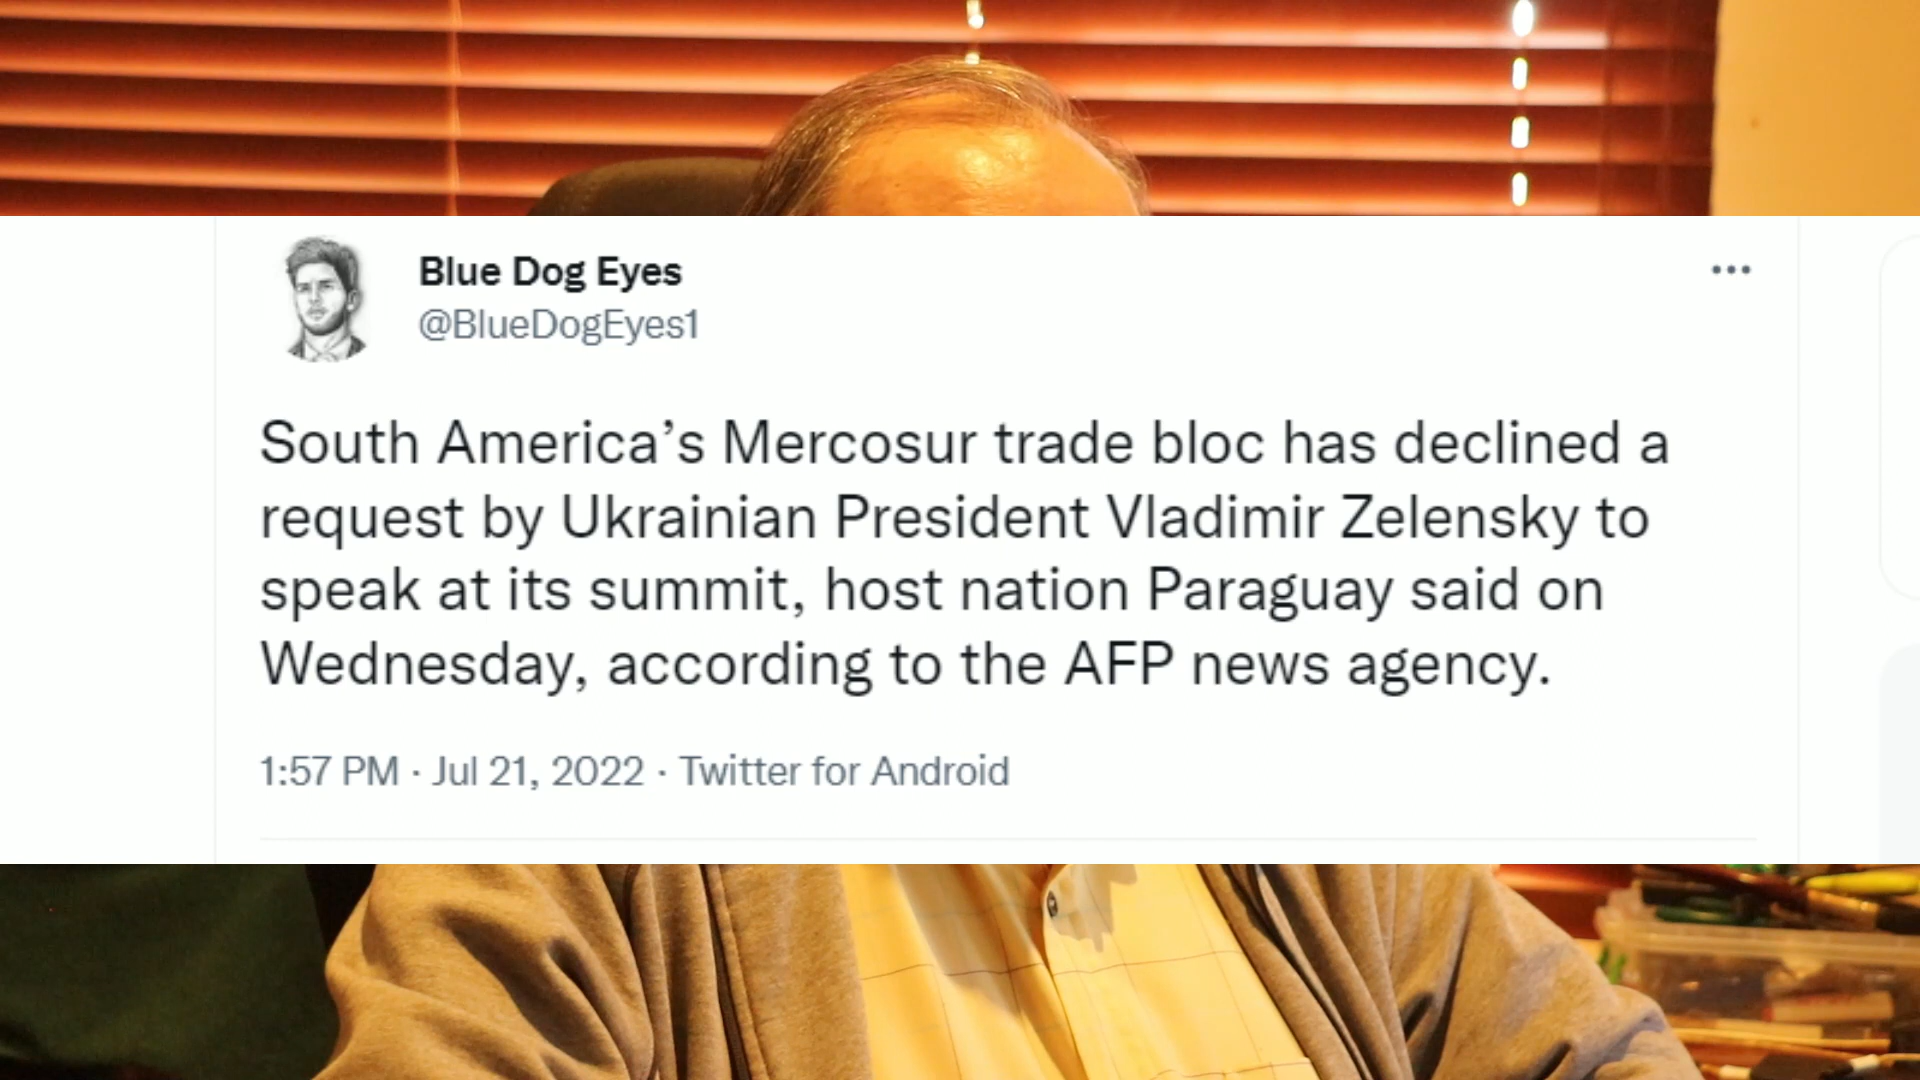 Blue Dog Eyes
@BlueDogEyes1
South America’s Mercosur trade bloc has declined a
request by Ukrainian President Vladimir Zelensky to
speak at its summit, host nation Paraguay said on
Wednesday, according to the AFP news agency.
1:57 PM · Jul 21, 2022 · Twitter for Android